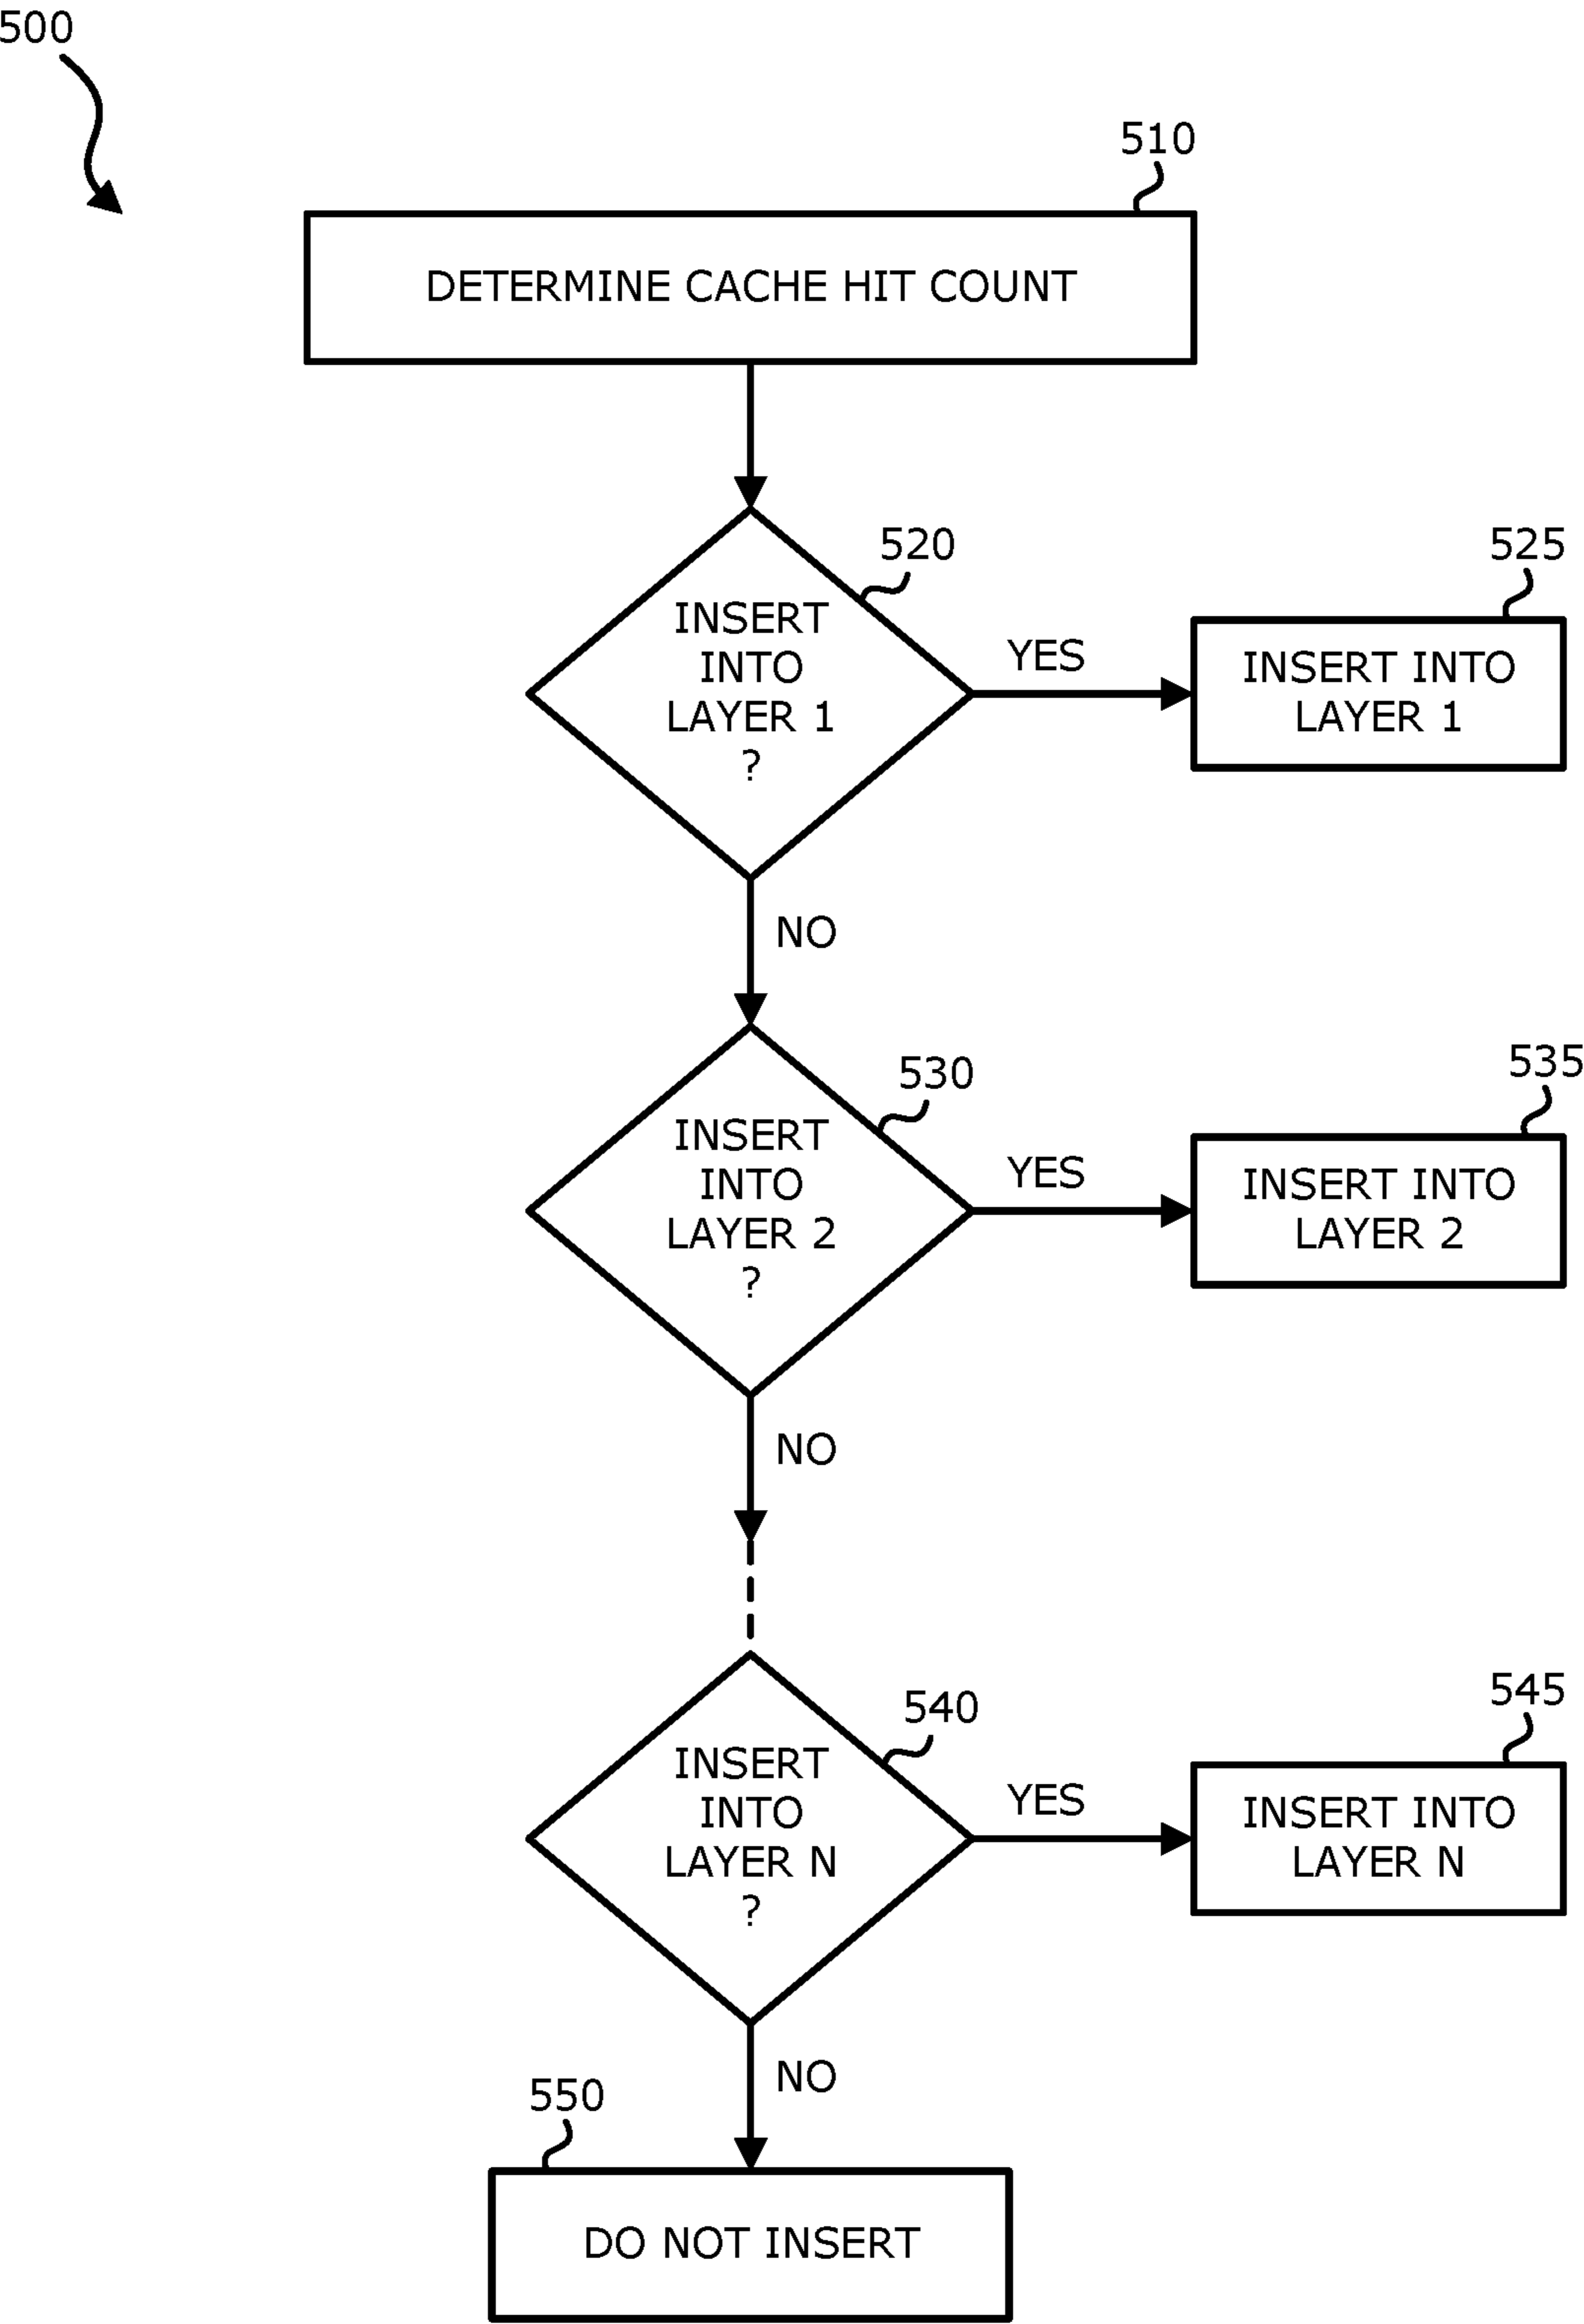 500
510
DETERMINE CACHE HIT COUNT
520
INSERT
INTO
LAYER 1
?
YES
525
INSERT INTO
LAYER 1
NO
530
INSERT
INTO
LAYER 2
?
YES
535
INSERT INTO
LAYER 2
NO
540
INSERT
INTO
LAYER N
?
YES
545
INSERT INTO
LAYER N
NO
550
DO NOT INSERT